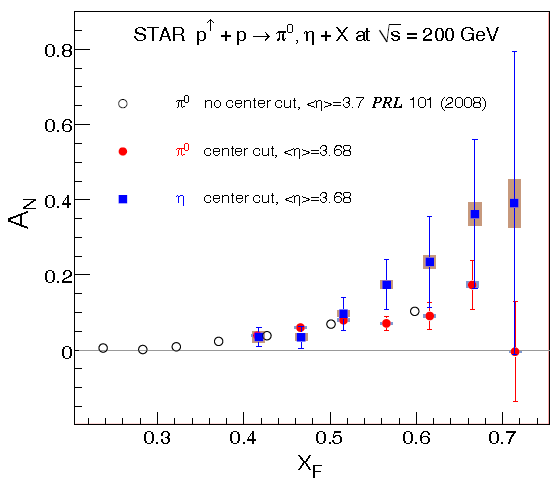 STAR p↑ + p → π⁰, η + X at √s = 200 GeV
π⁰ no center cut, <η>=3.7 PRL 101 (2008)
π⁰ center cut, <η>=3.68
η center cut, <η>=3.68
A_N
0.8
0.6
0.4
0.2
0
0.3 0.4 0.5 0.6 0.7
X_F